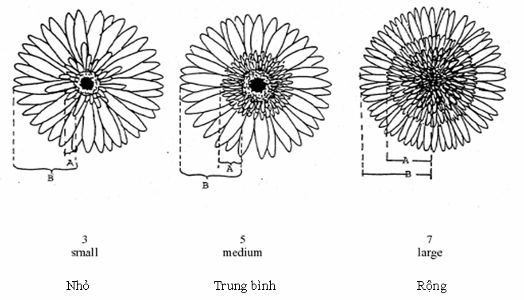 A
B
A
B
A
B
3 5 7
small medium large
Nhỏ Trung bình Rộng